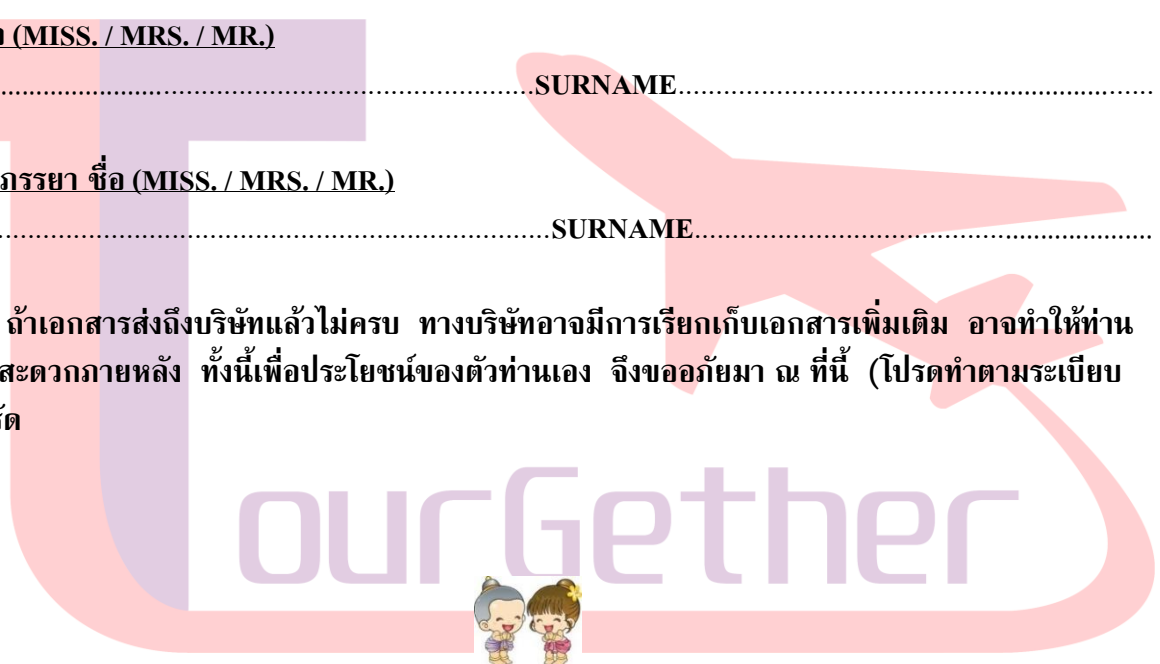 (MISS. / MRS. / MR.)
SURNAME
ภรรยา ชื่อ (MISS. / MRS. / MR.)
SURNAME
ถ้าเอกสารส่งถึงบริษัทแล้วไม่ครบ ทางบริษัทอาจมีการเรียกเก็บเอกสารเพิ่มเติม อาจทำให้ท่าน
สะดวกภายหลัง ทั้งนี้เพื่อประโยชน์ของตัวท่านเอง จึงขออภัยมา ณ ที่นี้ (โปรดทำตามระเบียบ
TourGether